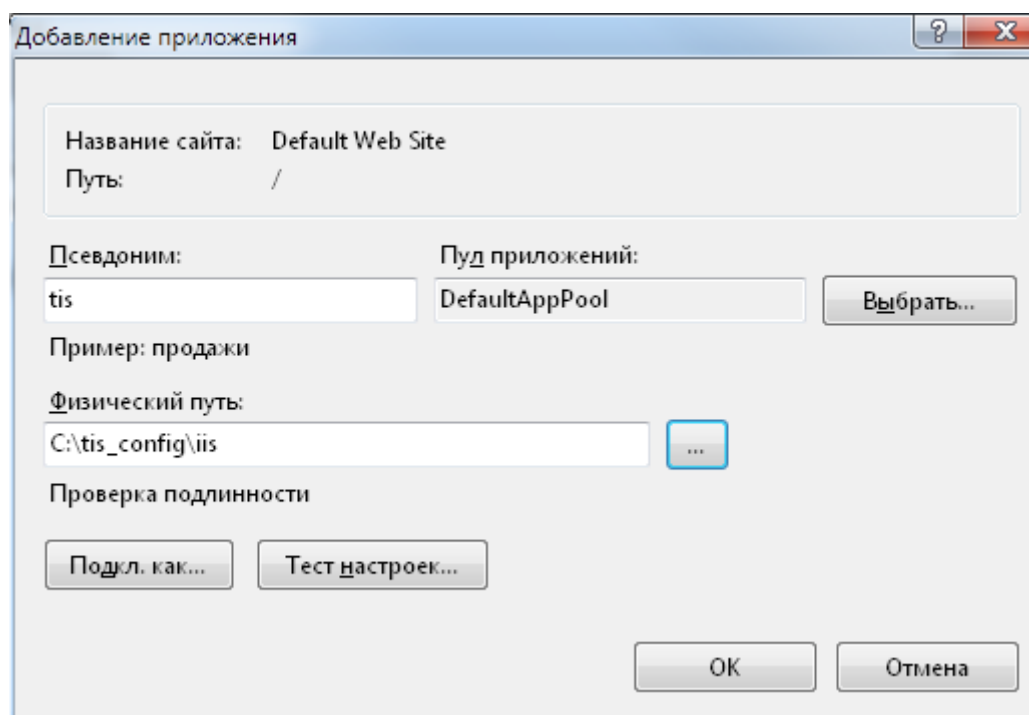 Добавление приложения
Название сайта: Default Web Site
Путь: /
Псевдоним: Пул приложений:
tis DefaultAppPool Выбрать...
Пример: продажи
Физический путь:
C:\tis_config\iis ...
Проверка подлинности
Подкл. как... Тест настроек...
OK Отмена